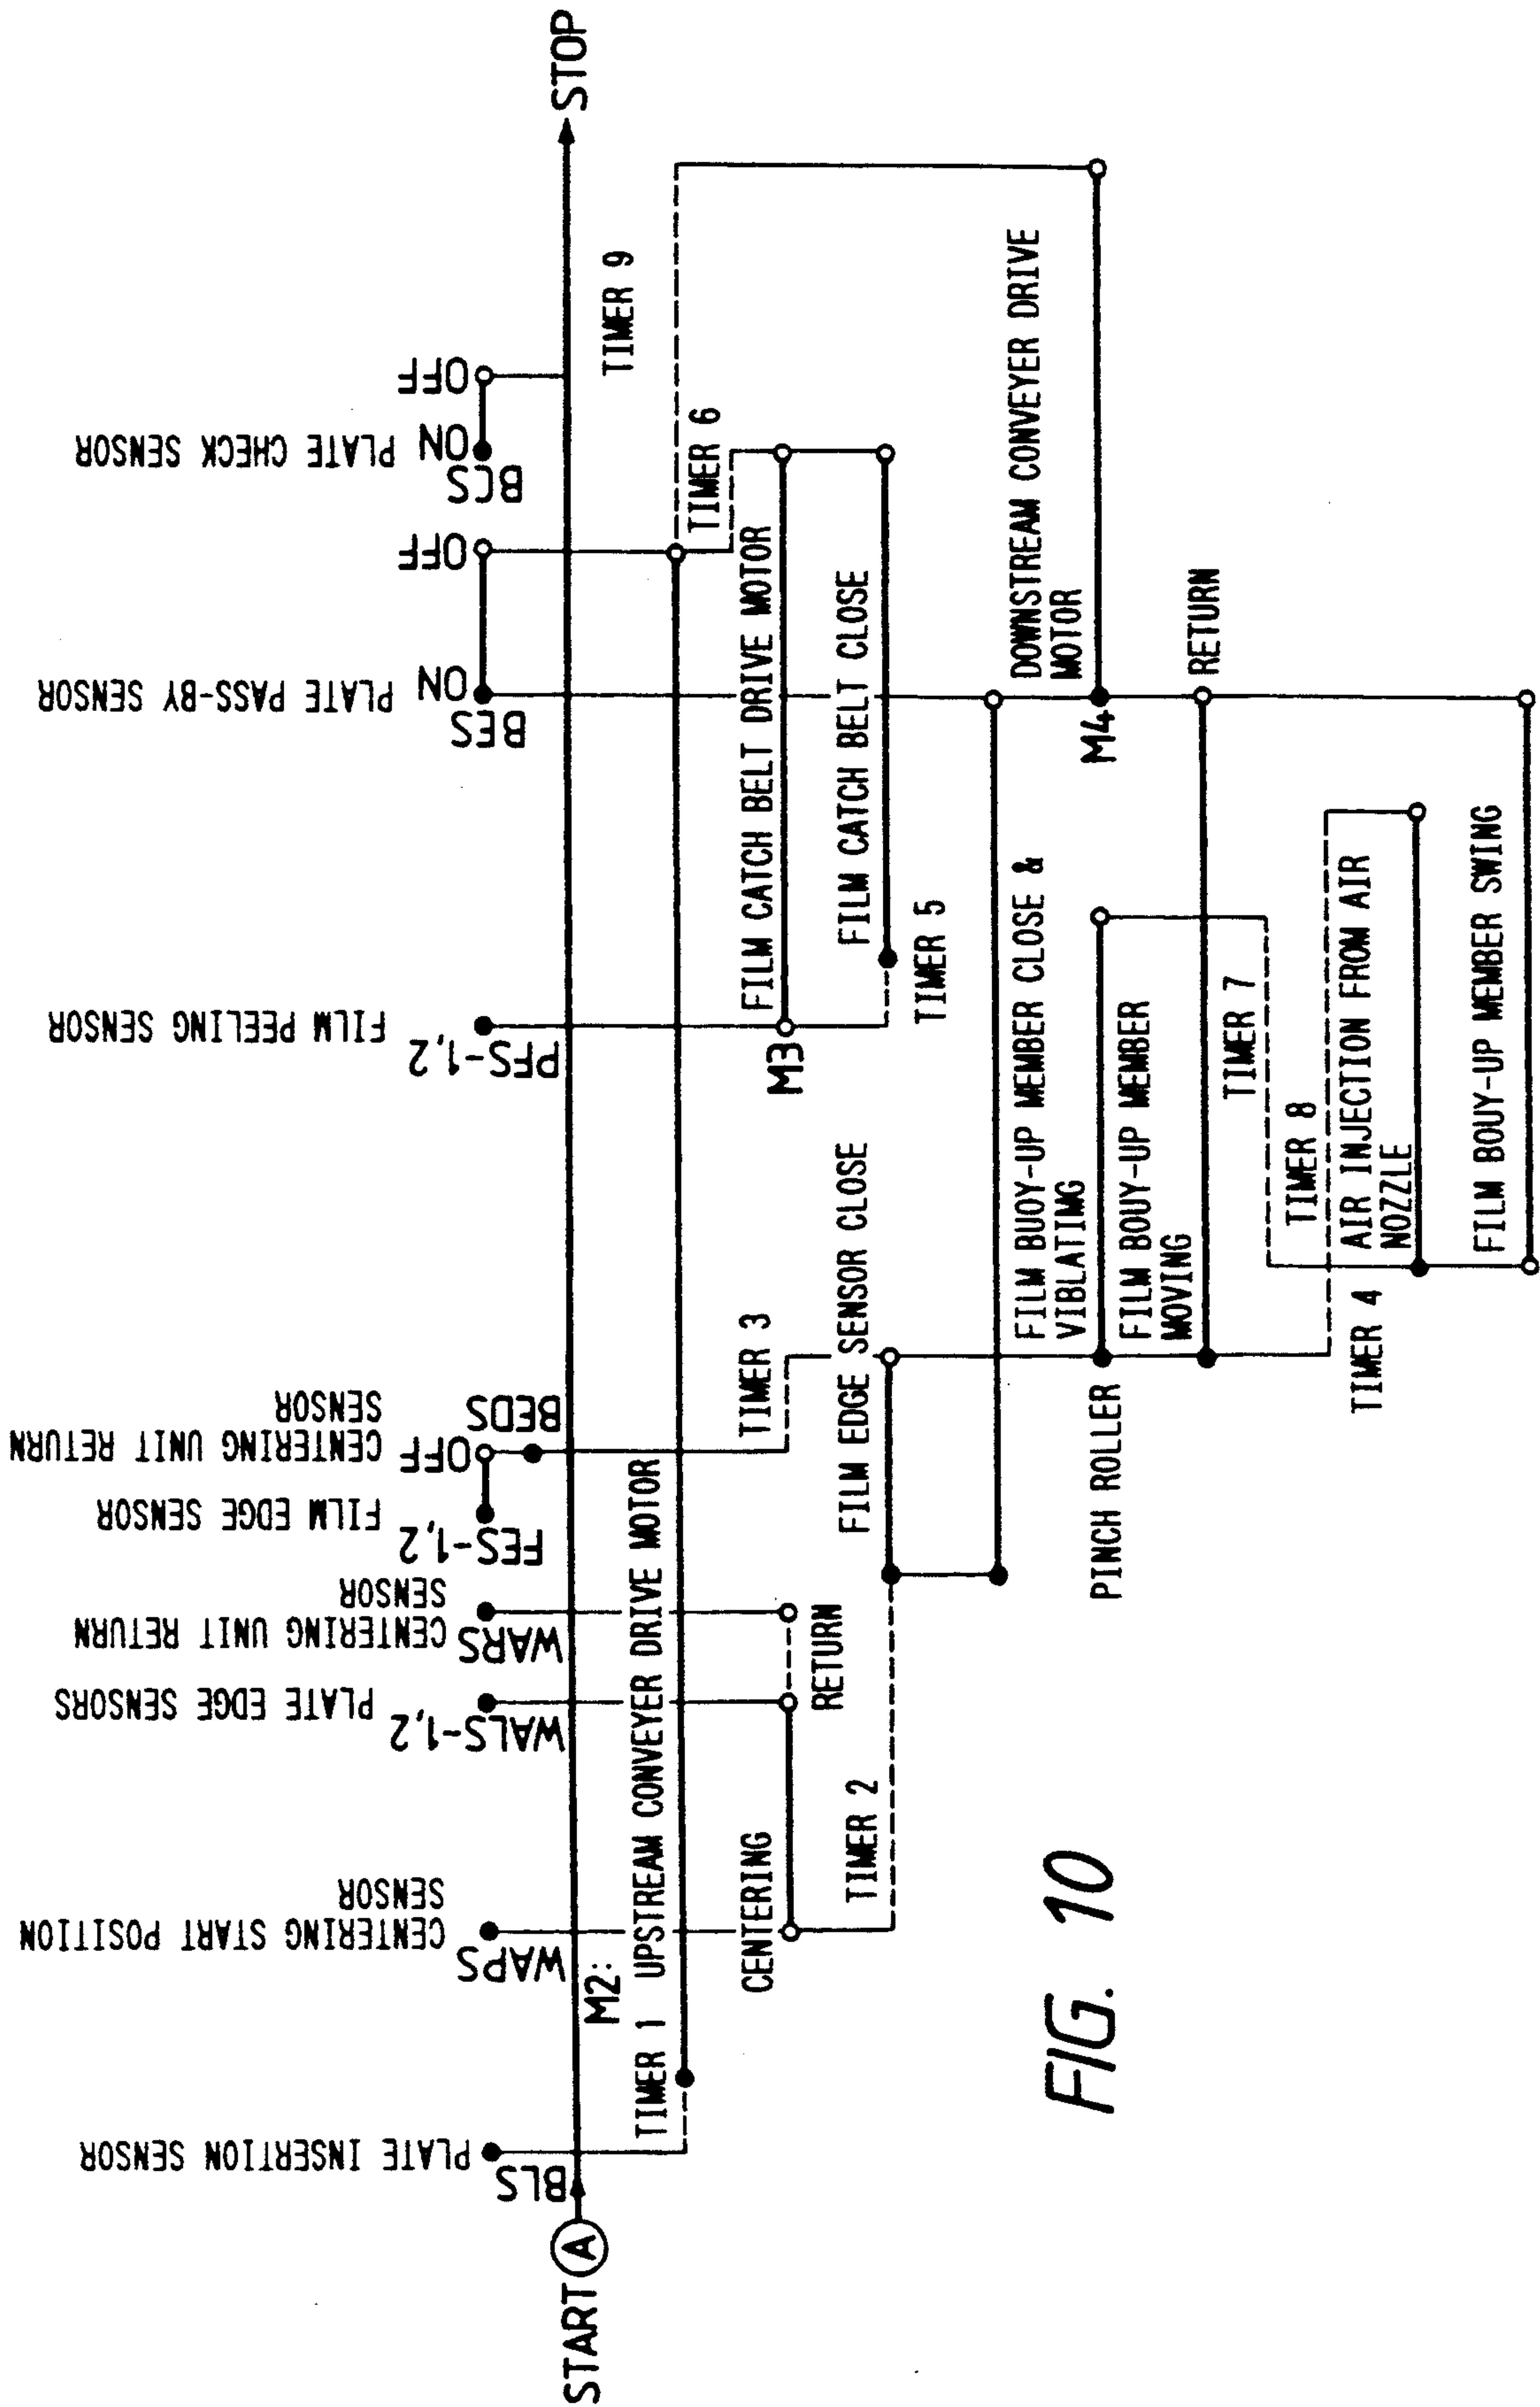 PLATE INSERTION SENSOR
BLS
CENTERING START POSITION
SENSOR
WAPS
PLATE EDGE SENSORS
WALS-1,2
CENTERING UNIT RETURN
SENSOR
WARS
FILM EDGE SENSOR
FES-1,2
OFF
CENTERING UNIT RETURN
SENSOR
BEDS
FILM PEELING SENSOR
PFS-1,2
PLATE PASS-BY SENSOR
BES
ON
OFF
PLATE CHECK SENSOR
BCS
ON
OFF
START
A
STOP
M2:
TIMER 1
UPSTREAM CONVEYER DRIVE MOTOR
TIMER 9
CENTERING
RETURN
TIMER 3
M3
FILM CATCH BELT DRIVE MOTOR
TIMER 6
TIMER 2
FILM EDGE SENSOR CLOSE
TIMER 5
FILM CATCH BELT CLOSE
PINCH ROLLER
FILM BUOY-UP MEMBER CLOSE &
VIBLATIMG
M4
DOWNSTREAM CONVEYER DRIVE
MOTOR
FILM BOUY-UP MEMBER
MOVING
RETURN
TIMER 7
TIMER 8
TIMER 4
AIR INJECTION FROM AIR
NOZZLE
FILM BOUY-UP MEMBER SWING
FIG. 10